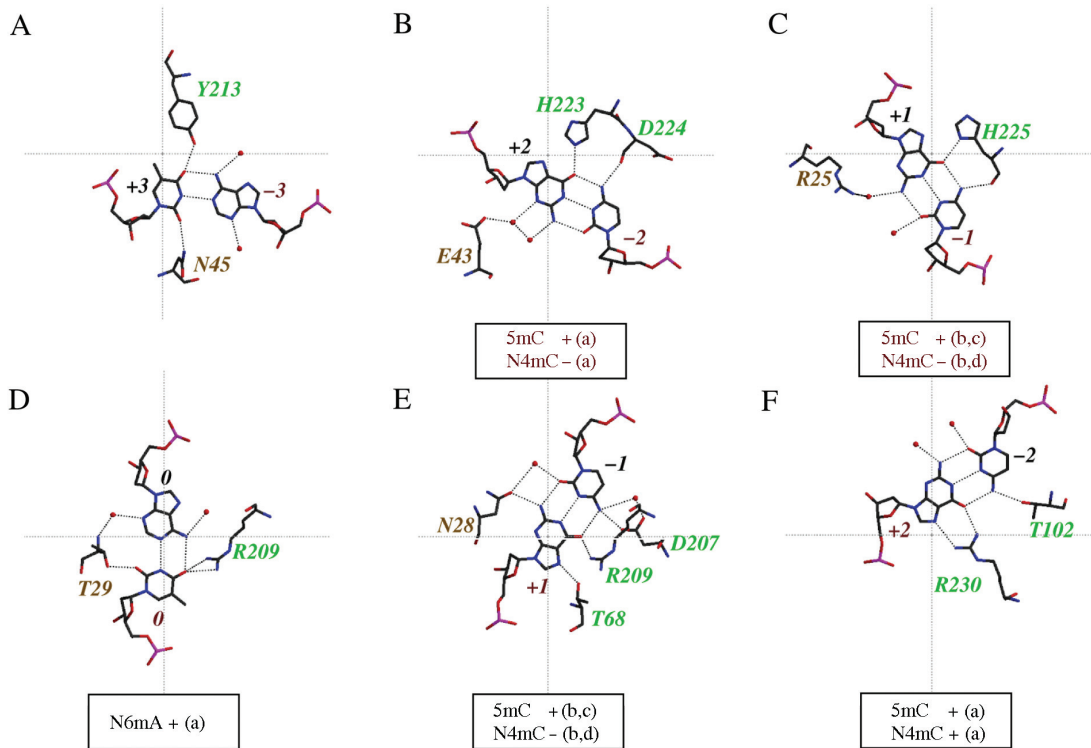 A
Y213
+3
−3
N45
B
H223
D224
+2
E43
−2
5mC + (a)
N4mC − (a)
C
+1
H225
R25
−1
5mC + (b,c)
N4mC − (b,d)
D
0
R209
T29
0
N6mA + (a)
E
−1
N28
D207
R209
+1
T68
5mC + (b,c)
N4mC − (b,d)
F
−2
T102
+2
R230
5mC + (a)
N4mC + (a)